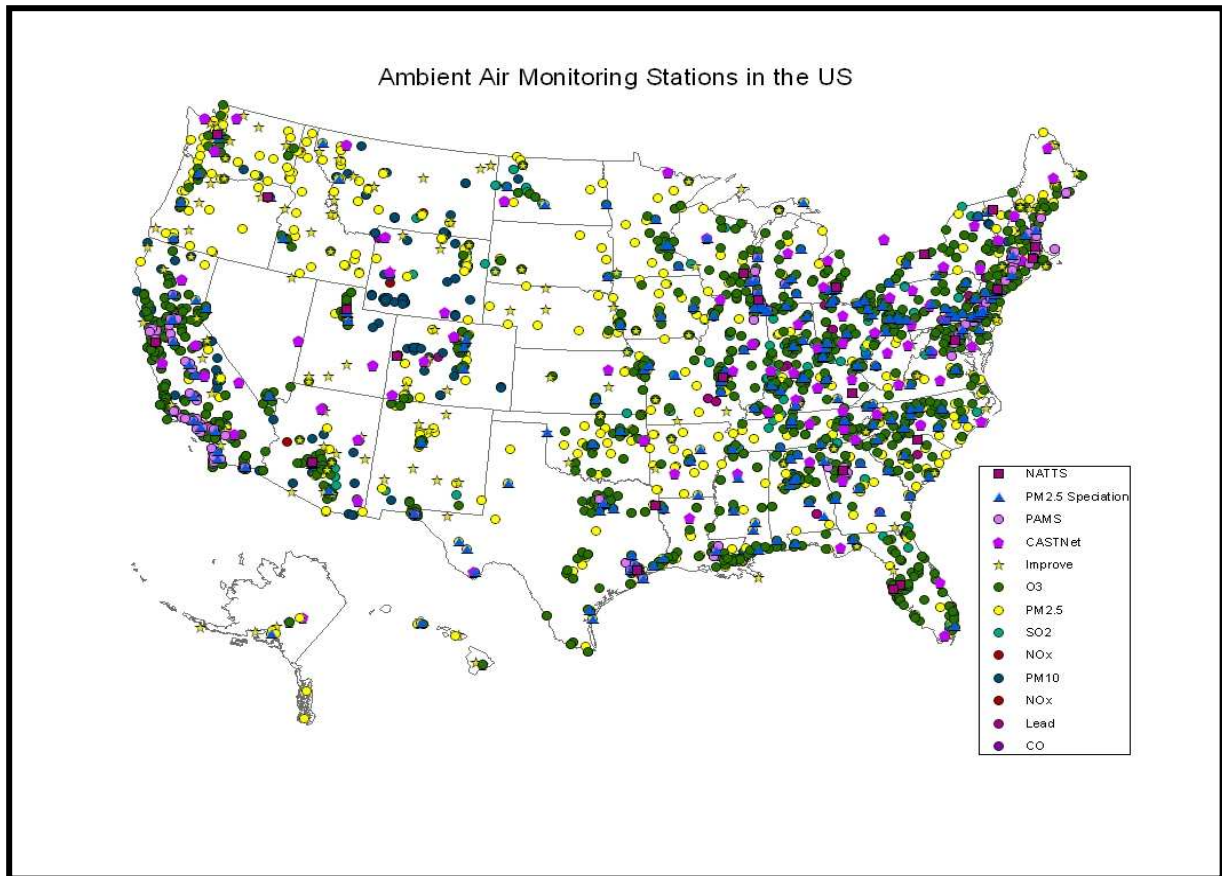 Ambient Air Monitoring Stations in the US
NATTS
PM2.5 Speciation
PAMS
CASTNet
Improve
O3
PM2.5
SO2
NOx
PM10
NOx
Lead
CO